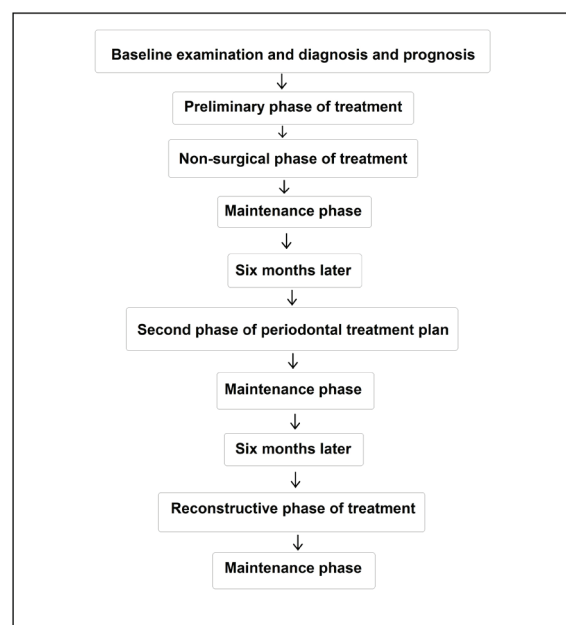 Baseline examination and diagnosis and prognosis
Preliminary phase of treatment
Non-surgical phase of treatment
Maintenance phase
Six months later
Second phase of periodontal treatment plan
Maintenance phase
Six months later
Reconstructive phase of treatment
Maintenance phase